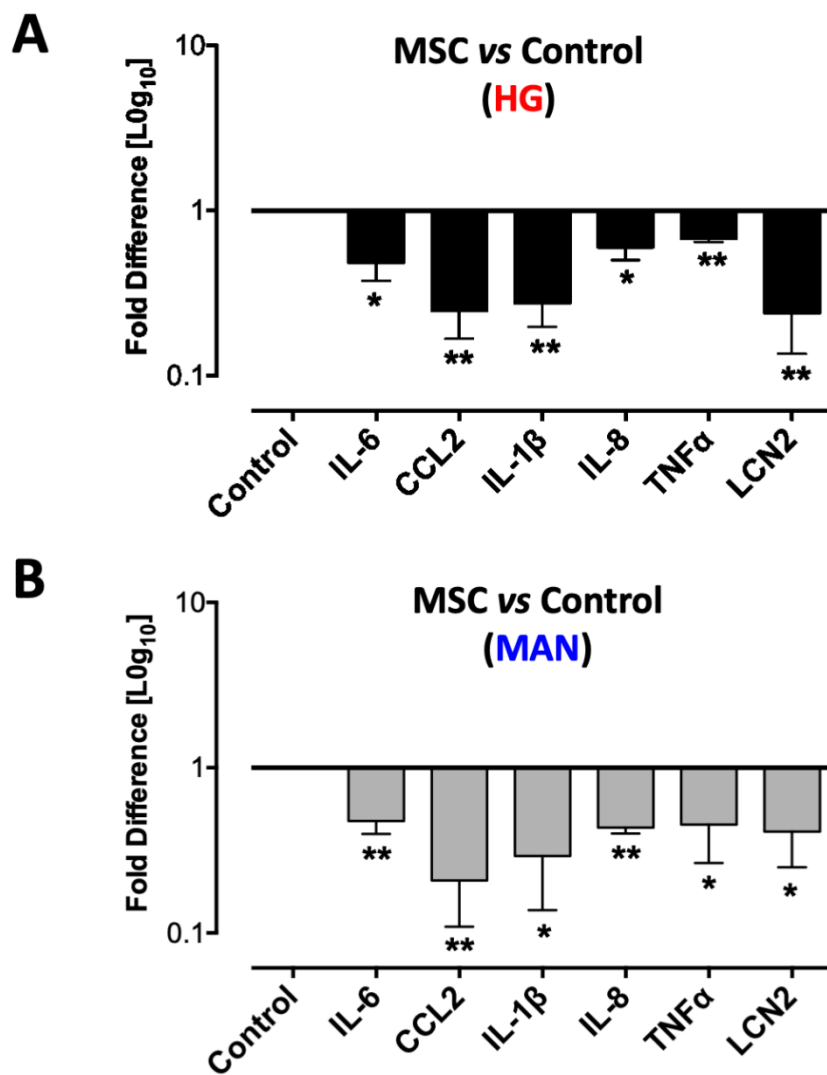 A
MSC vs Control
(HG)
Fold Difference [L0g10]
10
1
0.1
*
**
**
*
**
**
Control
IL-6
CCL2
IL-1β
IL-8
TNFα
LCN2
B
MSC vs Control
(MAN)
Fold Difference [L0g10]
10
1
0.1
**
**
*
**
*
*
Control
IL-6
CCL2
IL-1β
IL-8
TNFα
LCN2